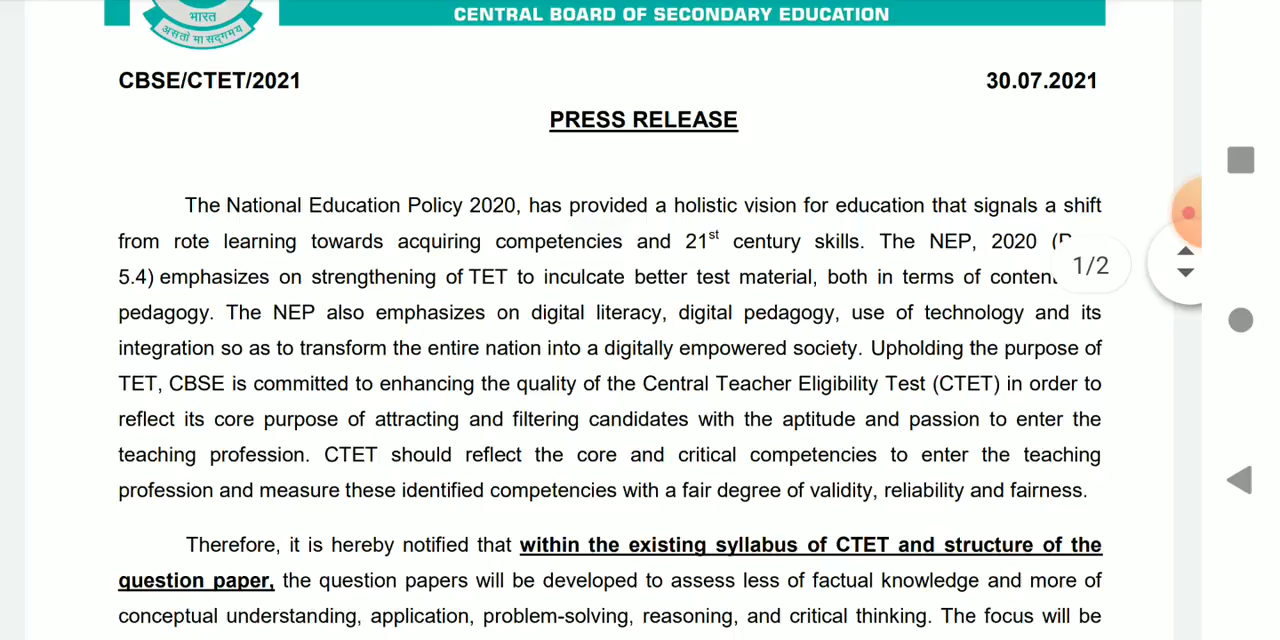 भारत
असतो मा सद्गमय
CENTRAL BOARD OF SECONDARY EDUCATION
CBSE/CTET/2021 30.07.2021
PRESS RELEASE
The National Education Policy 2020, has provided a holistic vision for education that signals a shift
from rote learning towards acquiring competencies and 21st century skills. The NEP, 2020
5.4) emphasizes on strengthening of TET to inculcate better test material, both in terms of content
pedagogy. The NEP also emphasizes on digital literacy, digital pedagogy, use of technology and its
integration so as to transform the entire nation into a digitally empowered society. Upholding the purpose of
TET, CBSE is committed to enhancing the quality of the Central Teacher Eligibility Test (CTET) in order to
reflect its core purpose of attracting and filtering candidates with the aptitude and passion to enter the
teaching profession. CTET should reflect the core and critical competencies to enter the teaching
profession and measure these identified competencies with a fair degree of validity, reliability and fairness.
Therefore, it is hereby notified that within the existing syllabus of CTET and structure of the
question paper, the question papers will be developed to assess less of factual knowledge and more of
conceptual understanding, application, problem-solving, reasoning, and critical thinking. The focus will be
1/2